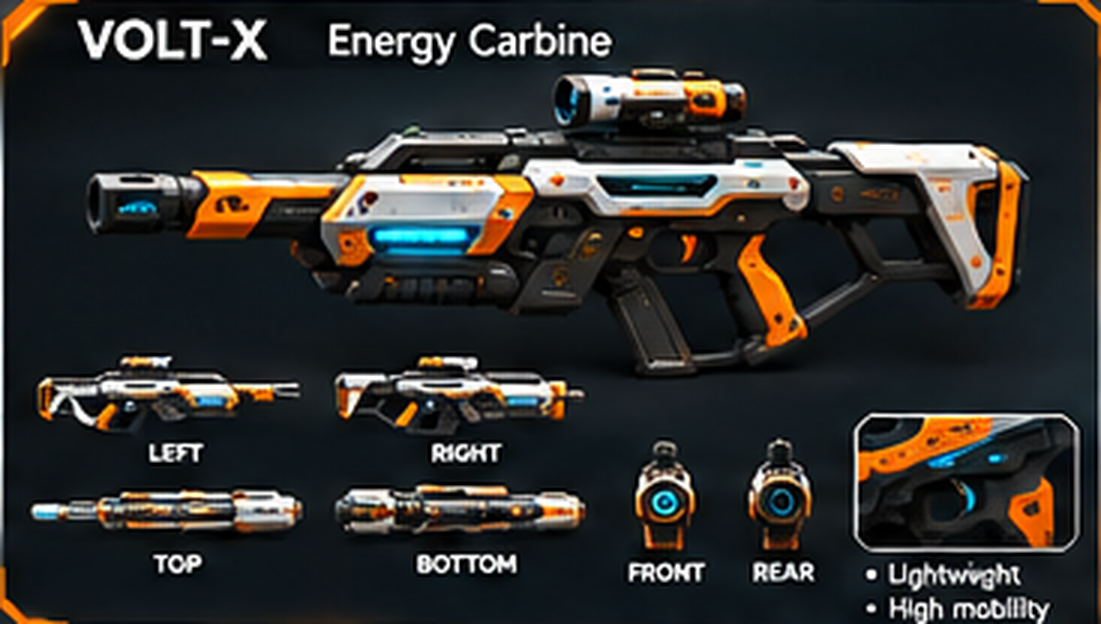 VOLT-X Energy Carbine
LEFT
RIGHT
TOP
BOTTOM
FRONT
REAR
• Lightwight
• High mobility